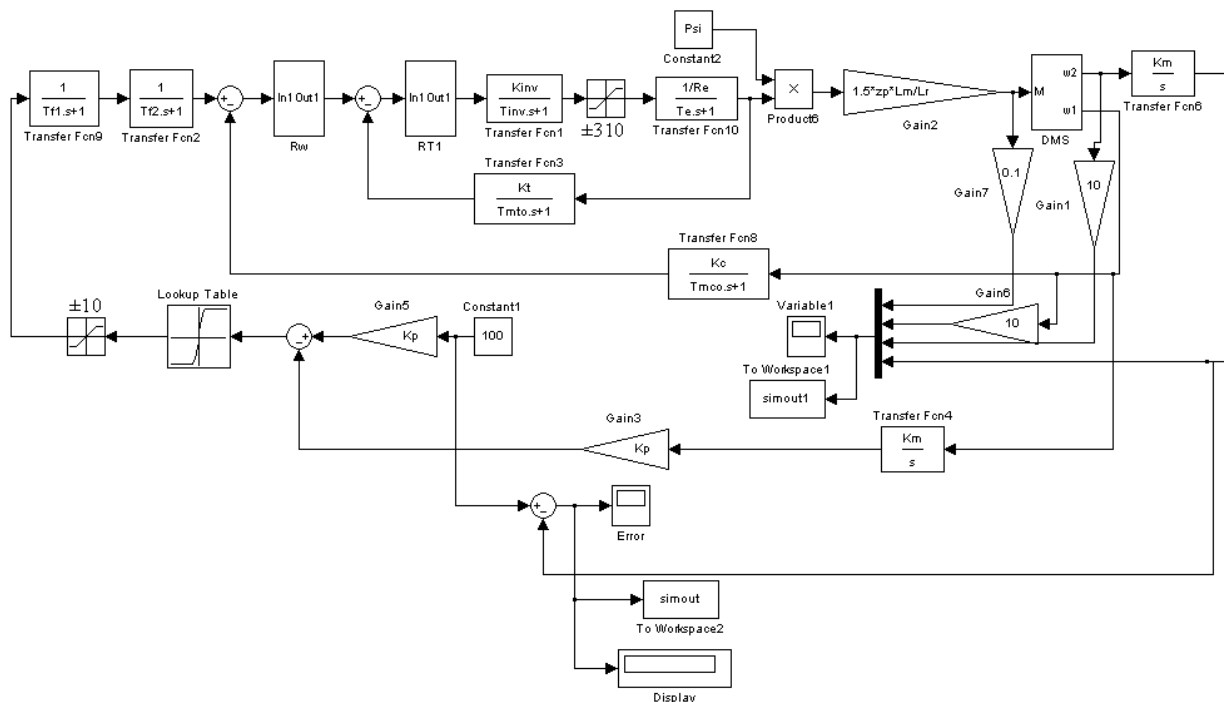 Psi
Constant2
1
Tf1.s+1
Transfer Fcn9
1
Tf2.s+1
Transfer Fcn2
+
-
In1 Out1
Rw
+
-
In1 Out1
RT1
Kinv
Tinv.s+1
Transfer Fcn1
±310
1/Re
Te.s+1
Transfer Fcn10
×
Product6
1.5*zp*Lm/Lr
Gain2
M
w2
w1
DMS
Km
s
Transfer Fcn6
Transfer Fcn3
Kt
Tmto.s+1
0.1
Gain7
10
Gain1
Transfer Fcn8
Kc
Tmco.s+1
±10
Lookup Table
Gain5
Kp
Constant1
100
-
+
Variable1
Gain6
10
To Workspace1
simout1
Gain3
Kp
Transfer Fcn4
Km
s
+
-
Error
simout
To Workspace2
Display